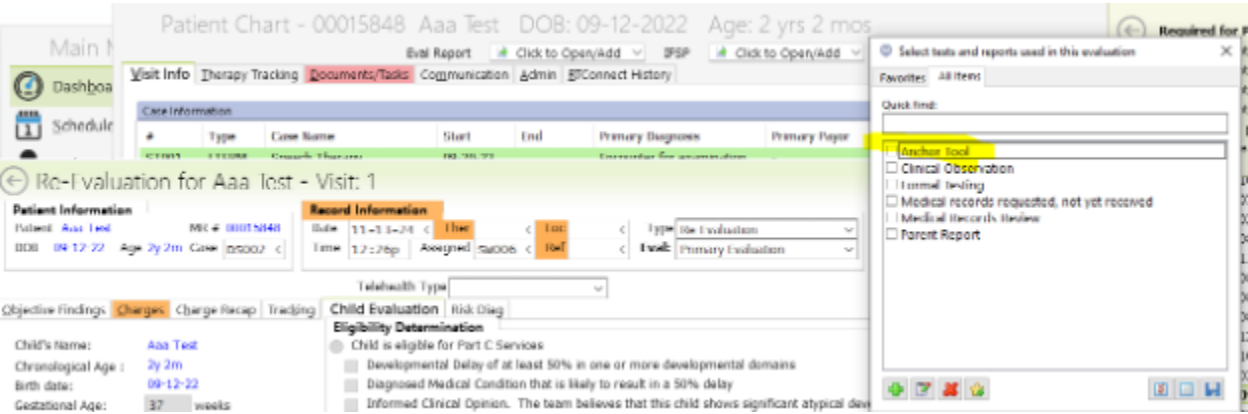 Patient Chart - 00015848 Aaa Test DOB: 09-12-2022 Age: 2 yrs 2 mos
Eval Report Click to Open/Add IFSP Click to Open/Add
Visit Info Therapy Tracking Documents/Tasks Communication Admin BTConnect History
Case Information
# Type Case Name Start End Primary Diagnosis Primary Payor
Speech Therapy Encounter for examination
Main
Dashboa
Schedule
Re-Evaluation for Aaa Test - Visit: 1
Patient Information
Patient Aaa Test MR # 00015848
DOB 09-12-22 Age 2y 2m Case
Record Information
Date 11-13-24 Ther Loc Type Re Evaluation
Time 12:26p Assigned Ref Eval: Primary Evaluation
Telehealth Type
Objective Findings Charges Charge Recap Tracking Child Evaluation Risk Diag
Child's Name: Aaa Test
Chronological Age : 2y 2m
Birth date: 09-12-22
Gestational Age: 37 weeks
Eligibility Determination
Child is eligible for Part C Services
Developmental Delay of at least 50% in one or more developmental domains
Diagnosed Medical Condition that is likely to result in a 50% delay
Informed Clinical Opinion. The team believes that this child shows significant atypical
Select tests and reports used in this evaluation
Favorites All Items
Quick find:
Anchor Tool
Clinical Observation
Formal Testing
Medical records requested, not yet received
Medical Records Review
Parent Report
Required for